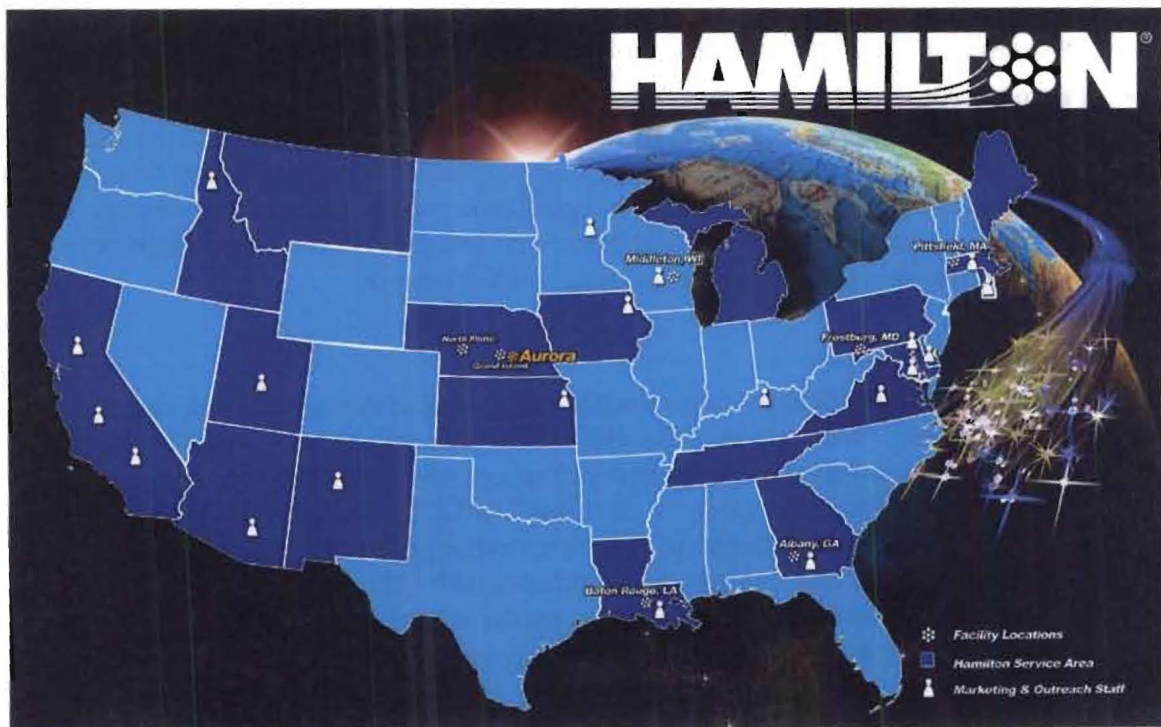 HAMILTON®
Pittsfield, MA
Middleton, WI
North Platte
Grand Island
Aurora
Frostburg, MD
Albany, GA
Baton Rouge, LA
Facility Locations
Hamilton Service Area
Marketing & Outreach Staff